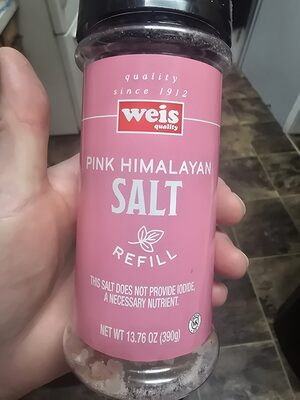 quality
since 1912
weis
quality
PINK HIMALAYAN
SALT
REFILL
THIS SALT DOES NOT PROVIDE IODIDE,
A NECESSARY NUTRIENT.
NET WT 13.76 OZ (390g)